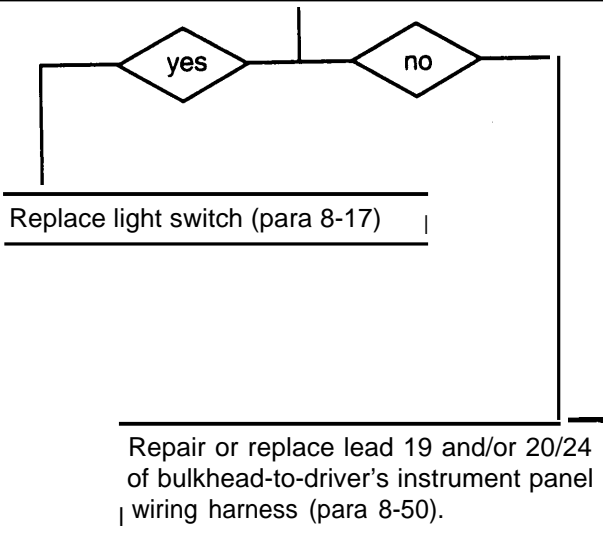 yes
no
Replace light switch (para 8-17)
Repair or replace lead 19 and/or 20/24
of bulkhead-to-driver's instrument panel
wiring harness (para 8-50).